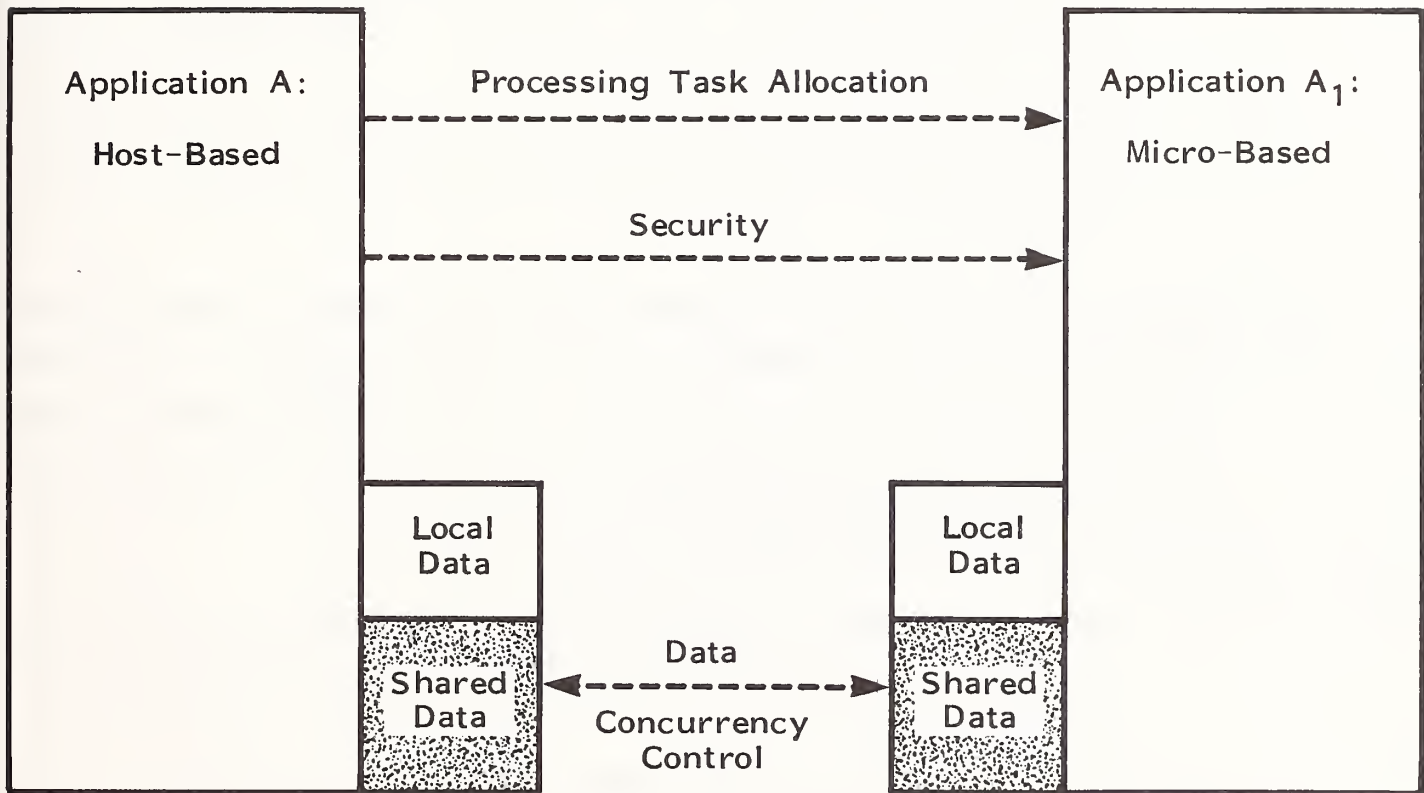 Application A:
Host-Based
Processing Task Allocation
Security
Application A₁:
Micro-Based
Local
Data
Shared
Data
Data
Concurrency
Control
Local
Data
Shared
Data